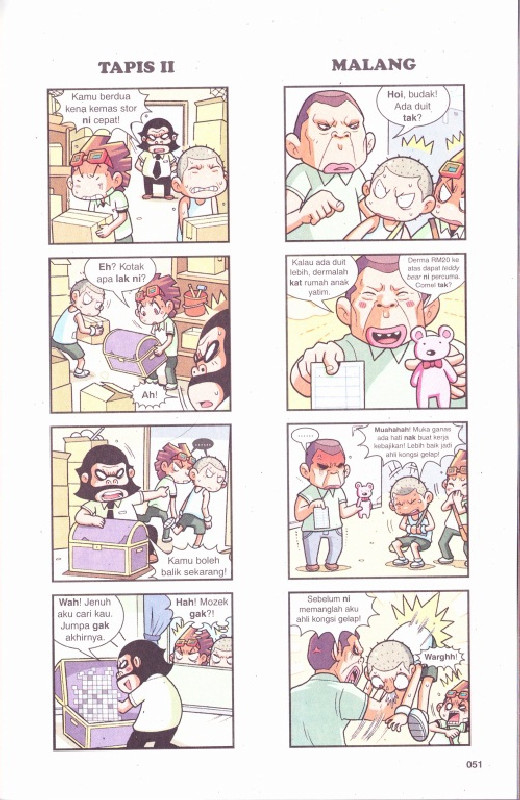 TAPIS II
Kamu berdua
kena kemas stor
ni cepat!
Eh? Kotak
apa lak ni?
Ah!
......
Kamu boleh
balik sekarang!
Wah! Jenuh
aku cari kau.
Jumpa gak
akhirnya.
Hah! Mozek
gak?!
MALANG
Hoi, budak!
Ada duit
tak?
Kalau ada duit
lebih, dermalah
kat rumah anak
yatim.
Derma RM20 ke
atas dapat teddy
bear ni percuma.
Comel tak?
......
Muahahah! Muka ganas
ada hati nak buat kerja
kebajikan! Lebih baik jadi
ahli kongsi gelap!
Sebelum ni
memanglah aku
ahli kongsi gelap!
Warghh!
051